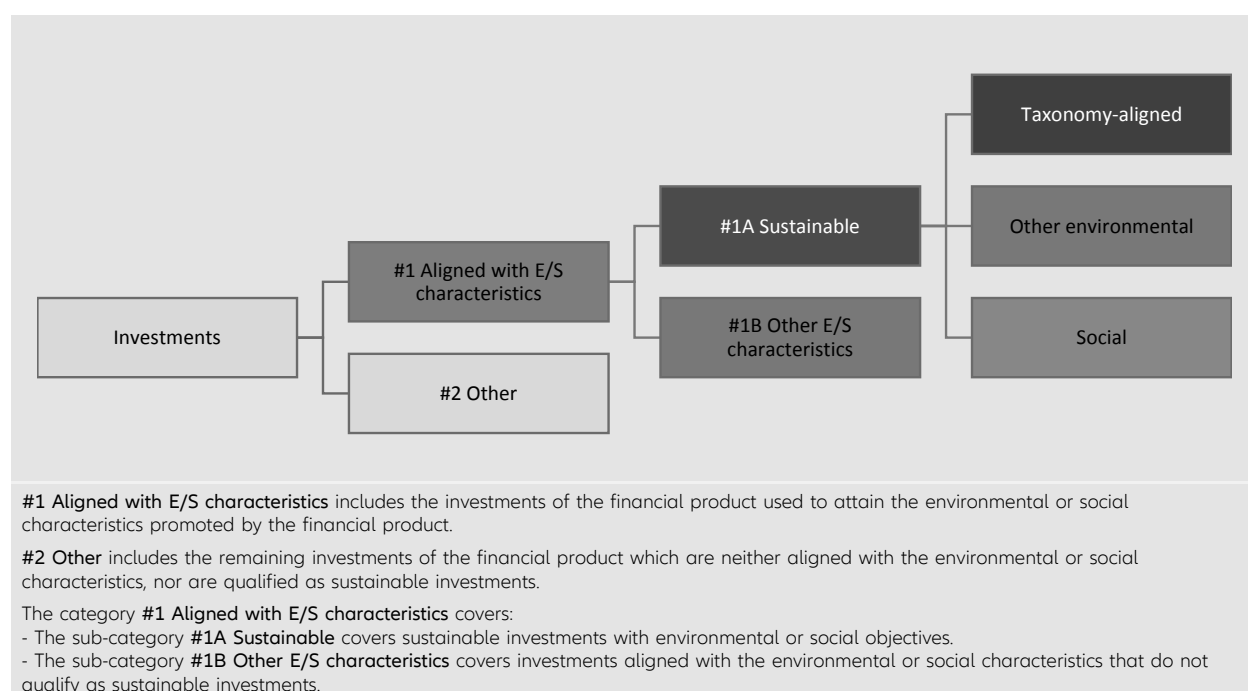 Taxonomy-aligned
#1A Sustainable
Other environmental
#1 Aligned with E/S
characteristics
Investments
#1B Other E/S
characteristics
Social
#2 Other
#1 Aligned with E/S characteristics includes the investments of the financial product used to attain the environmental or social
characteristics promoted by the financial product.
#2 Other includes the remaining investments of the financial product which are neither aligned with the environmental or social
characteristics, nor are qualified as sustainable investments.
The category #1 Aligned with E/S characteristics covers:
- The sub-category #1A Sustainable covers sustainable investments with environmental or social objectives.
- The sub-category #1B Other E/S characteristics covers investments aligned with the environmental or social characteristics that do not
qualify as sustainable investments.